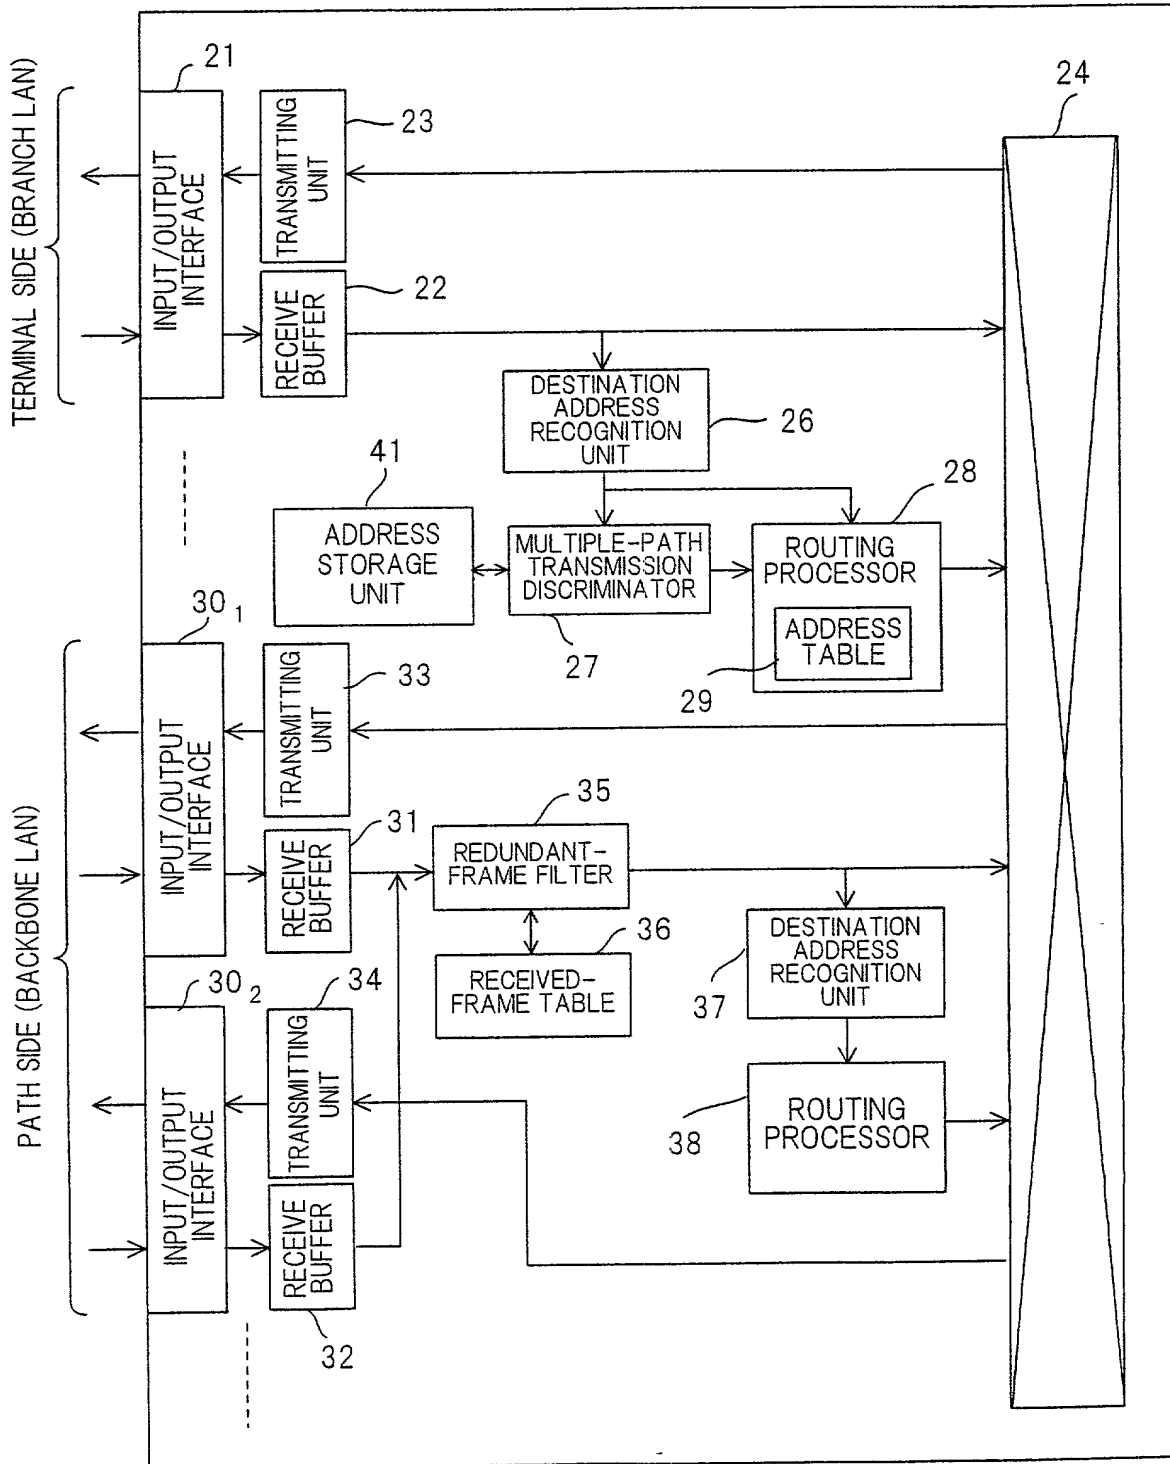 TERMINAL SIDE (BRANCH LAN)
21
INPUT/OUTPUT
INTERFACE
TRANSMITTING
UNIT
23
RECEIVE
BUFFER
22
24
DESTINATION
ADDRESS
RECOGNITION
UNIT
26
41
ADDRESS
STORAGE
UNIT
MULTIPLE-PATH
TRANSMISSION
DISCRIMINATOR
27
28
ROUTING
PROCESSOR
ADDRESS
TABLE
29
PATH SIDE (BACKBONE LAN)
30 1
INPUT/OUTPUT
INTERFACE
TRANSMITTING
UNIT
33
RECEIVE
BUFFER
31
35
REDUNDANT-
FRAME FILTER
36
RECEIVED-
FRAME TABLE
DESTINATION
ADDRESS
RECOGNITION
UNIT
37
ROUTING
PROCESSOR
38
30 2
INPUT/OUTPUT
INTERFACE
34
TRANSMITTING
UNIT
RECEIVE
BUFFER
32